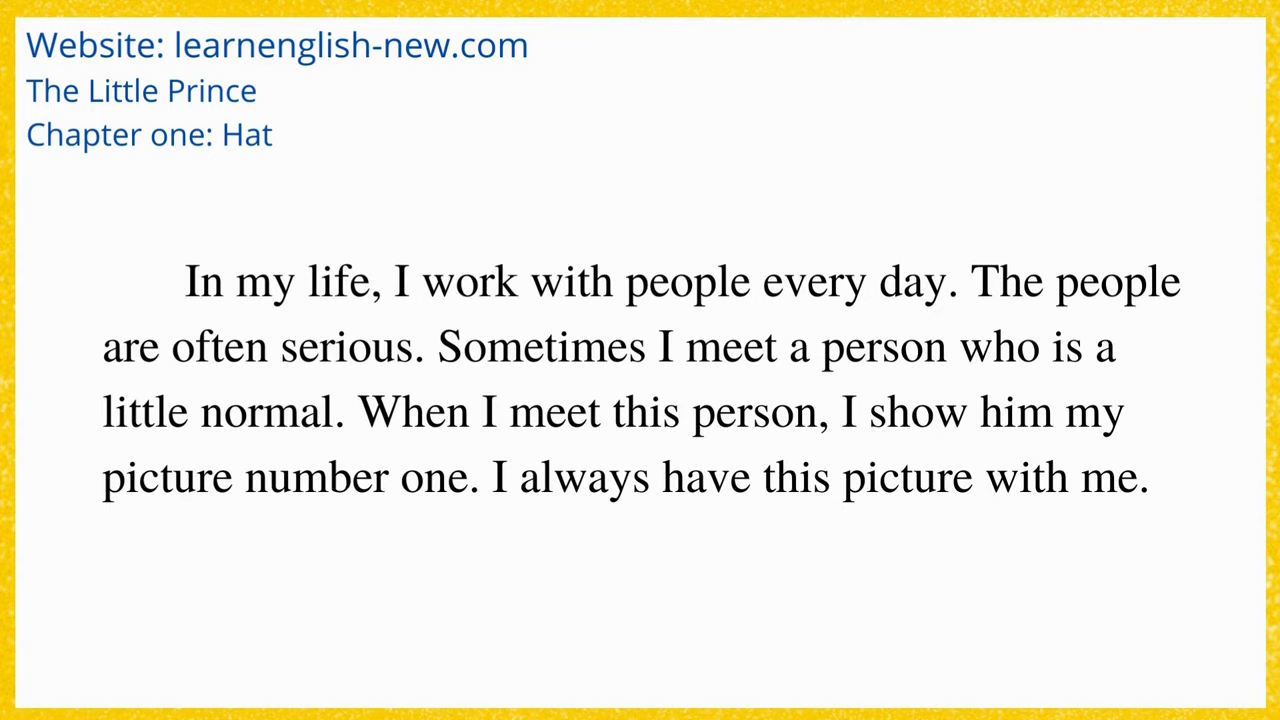 Website: learnenglish-new.com
The Little Prince
Chapter one: Hat
In my life, I work with people every day. The people
are often serious. Sometimes I meet a person who is a
little normal. When I meet this person, I show him my
picture number one. I always have this picture with me.